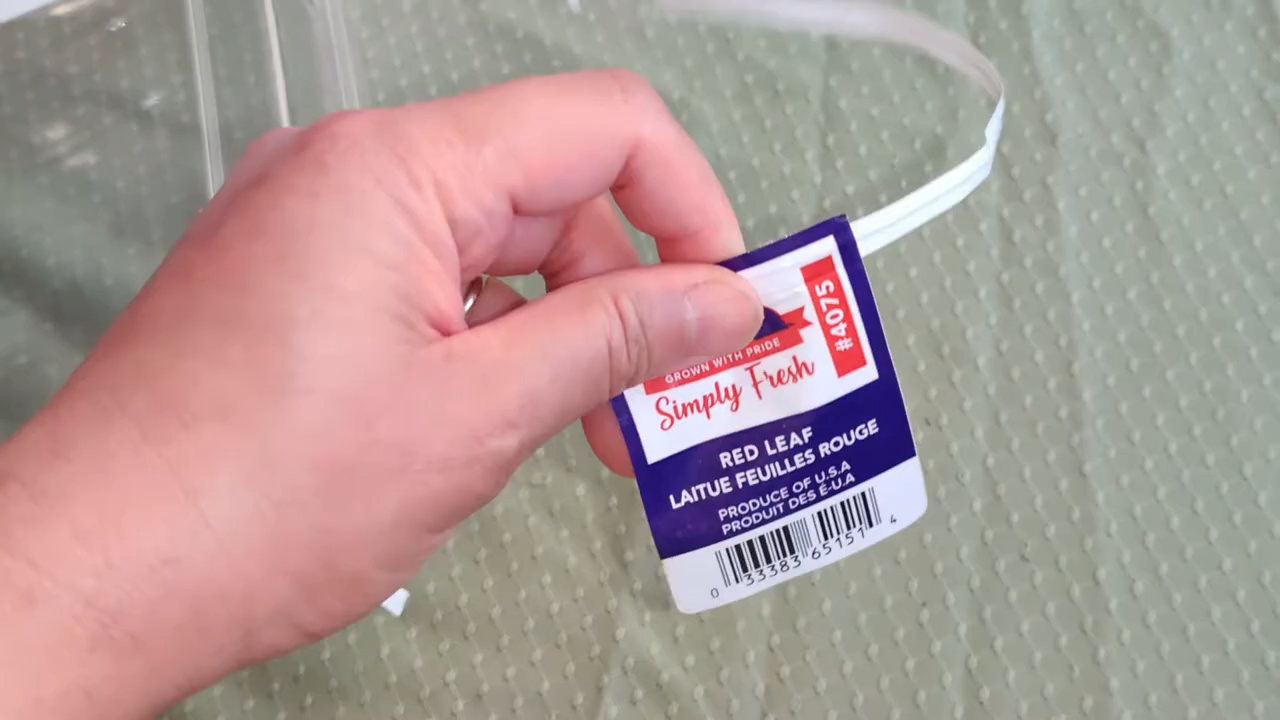 #4075
GROWN WITH PRIDE
Simply Fresh
RED LEAF
LAITUE FEUILLES ROUGE
PRODUCE OF U.S.A
PRODUIT DES É-U.A
0 33383 65151 4